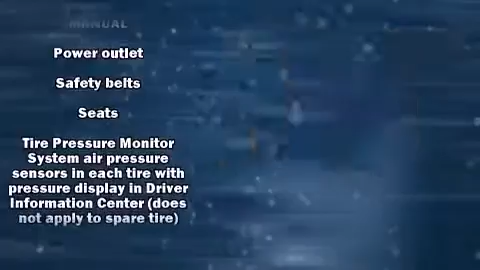 MANUAL
Power outlet
Safety belts
Seats
Tire Pressure Monitor
System air pressure
sensors in each tire with
pressure display in Driver
Information Center (does
not apply to spare tire)